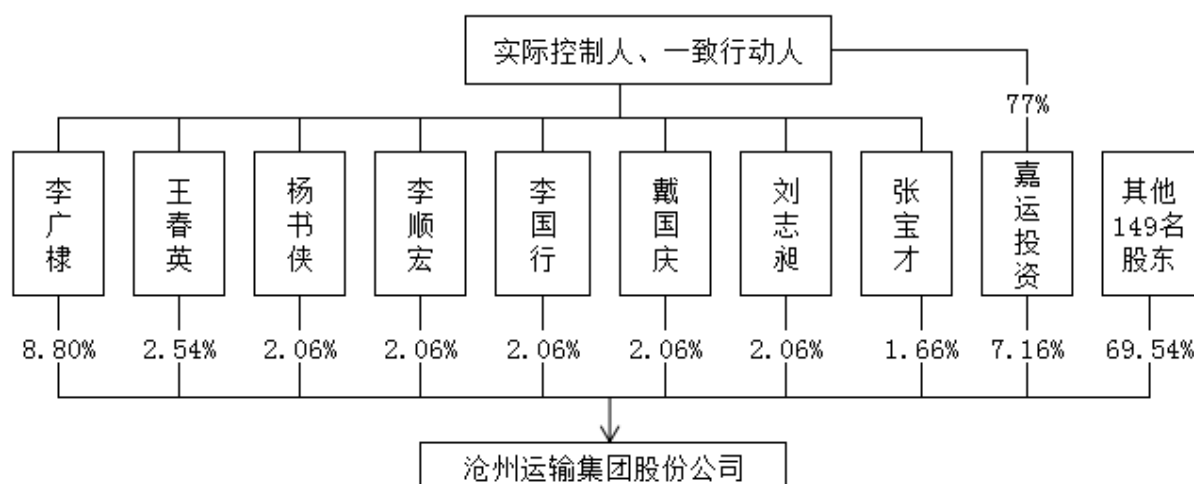 实际控制人、一致行动人
77%
李广棣
王春英
杨书侠
李顺宏
李国行
戴国庆
刘志昶
张宝才
嘉运投资
其他
149名
股东
8.80%
2.54%
2.06%
2.06%
2.06%
2.06%
2.06%
1.66%
7.16%
69.54%
沧州运输集团股份公司